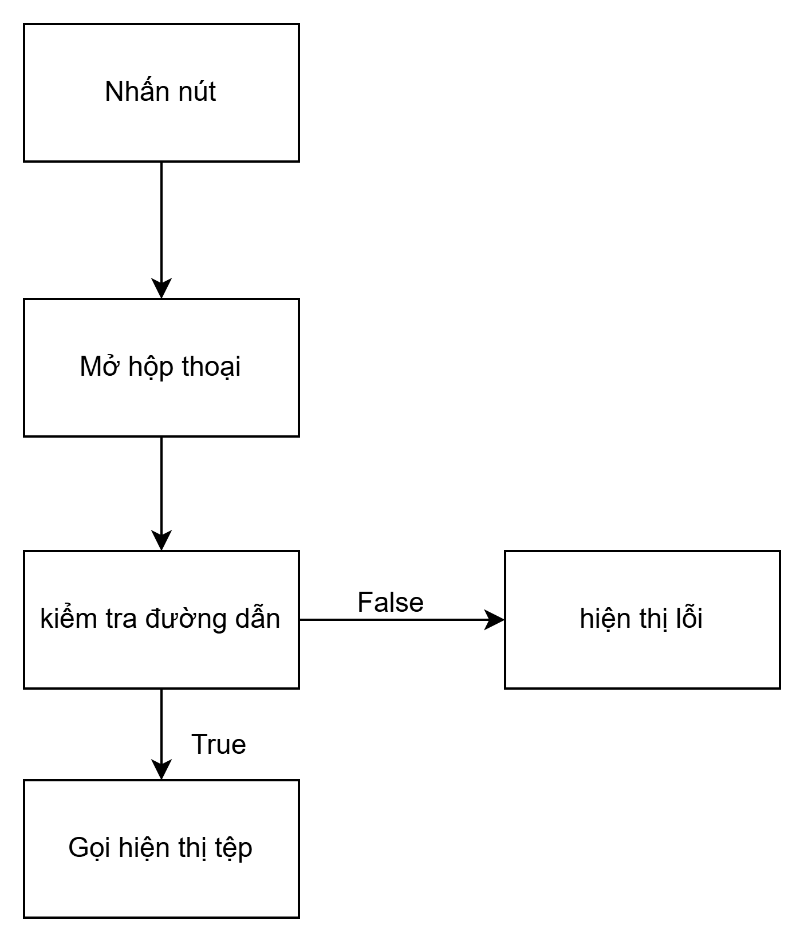 Nhấn nút
Mở hộp thoại
kiểm tra đường dẫn
False
hiện thị lỗi
True
Gọi hiện thị tệp